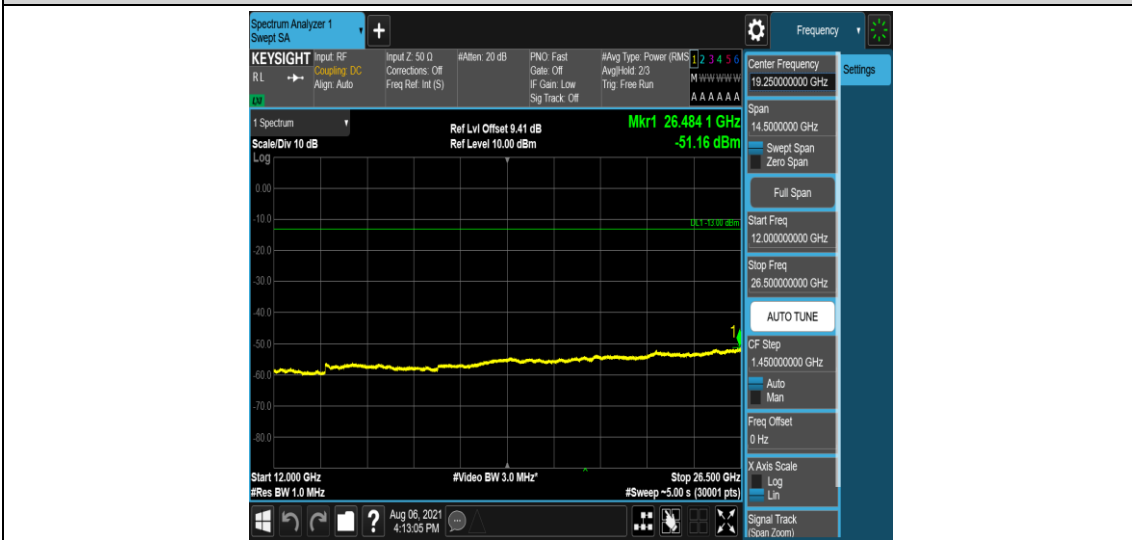 Spectrum Analyzer 1
Swept SA
+
Frequency
KEYSIGHT
RL
LXI
Input: RF
Coupling: DC
Align: Auto
Input Z: 50 Ω
Corrections: Off
Freq Ref: Int (S)
#Atten: 20 dB
PNO: Fast
Gate: Off
IF Gain: Low
Sig Track: Off
#Avg Type: Power (RMS
Avg|Hold: 2/3
Trig: Free Run
1 2 3 4 5 6
M W W W W W
A A A A A A
1 Spectrum
Scale/Div 10 dB
Ref Lvl Offset 9.41 dB
Ref Level 10.00 dBm
Mkr1 26.484 1 GHz
-51.16 dBm
Log
0.00
-10.0
DL1 -13.00 dBm
-20.0
-30.0
-40.0
1
-50.0
-60.0
-70.0
-80.0
Start 12.000 GHz
#Res BW 1.0 MHz
#Video BW 3.0 MHz*
Stop 26.500 GHz
#Sweep ~5.00 s (30001 pts)
?
Aug 06, 2021
4:13:05 PM
Center Frequency
19.250000000 GHz
Settings
Span
14.5000000 GHz
Swept Span
Zero Span
Full Span
Start Freq
12.000000000 GHz
Stop Freq
26.500000000 GHz
AUTO TUNE
CF Step
1.450000000 GHz
Auto
Man
Freq Offset
0 Hz
X Axis Scale
Log
Lin
Signal Track
(Span Zoom)